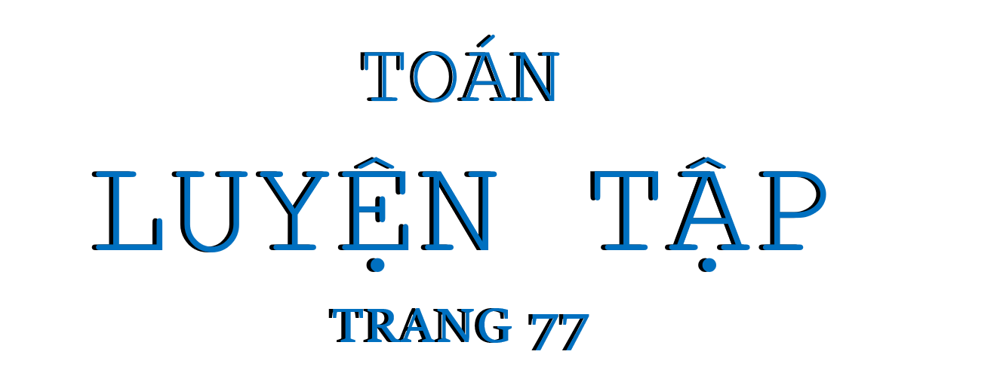 TOÁN
LUYỆN TẬP
TRANG 77